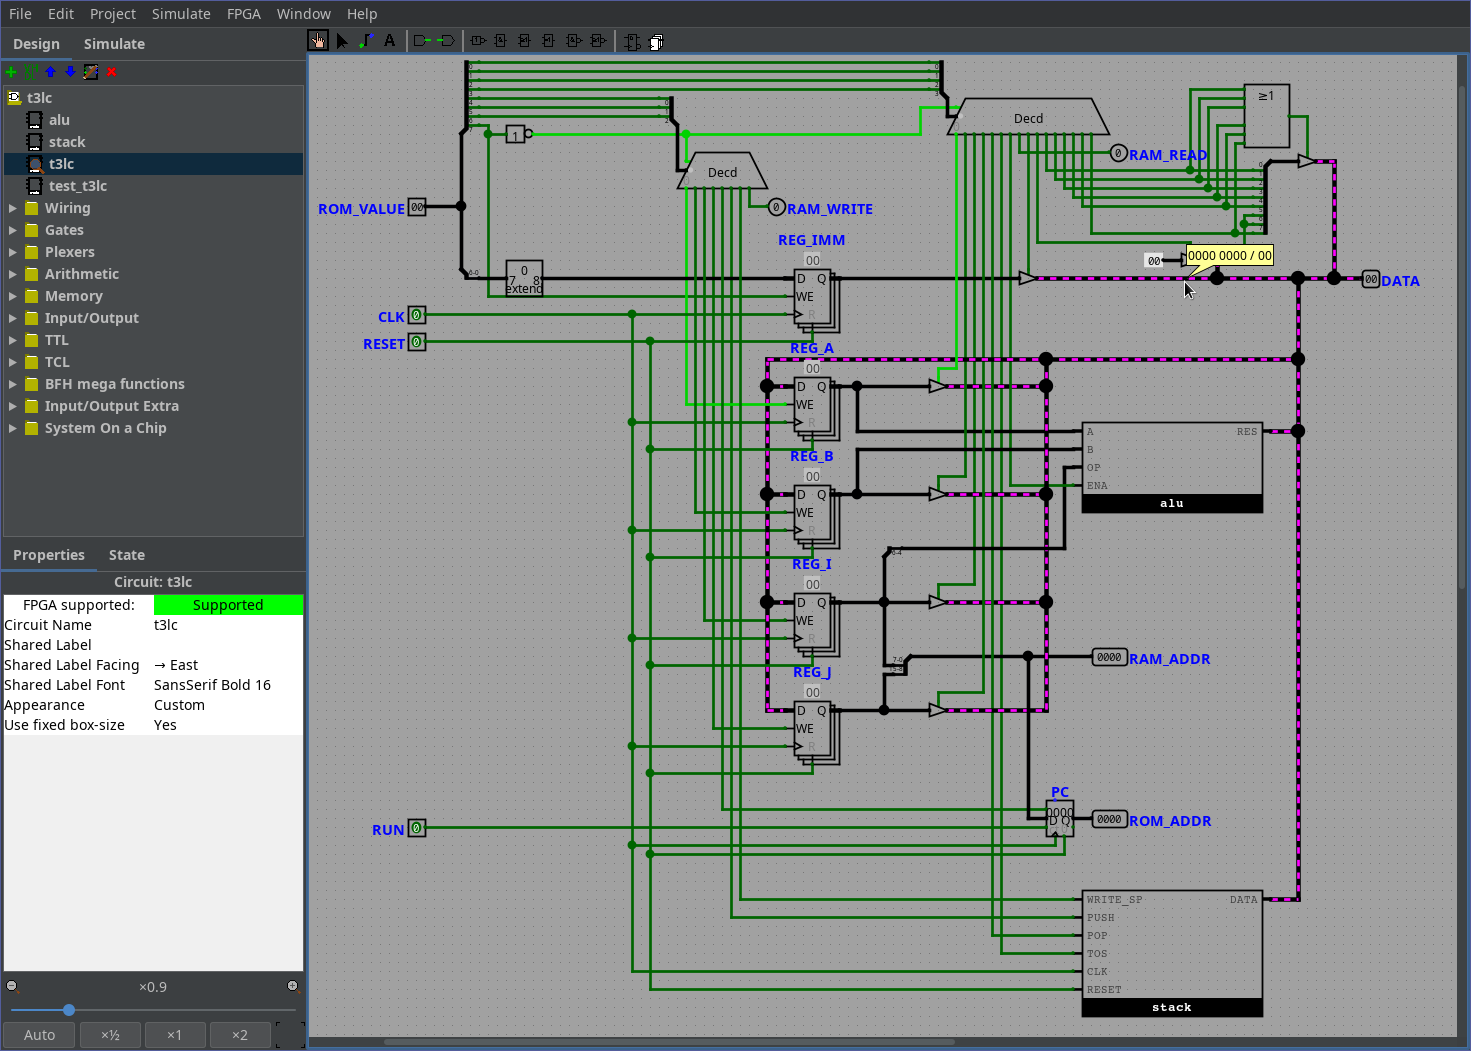 File Edit Project Simulate FPGA Window Help
Design Simulate
A
t3lc
alu
stack
t3lc
test_t3lc
Wiring
Gates
Plexers
Arithmetic
Memory
Input/Output
TTL
TCL
BFH mega functions
Input/Output Extra
System On a Chip
Properties State
Circuit: t3lc
FPGA supported: Supported
Circuit Name t3lc
Shared Label
Shared Label Facing → East
Shared Label Font SansSerif Bold 16
Appearance Custom
Use fixed box-size Yes
×0.9
Auto ×½ ×1 ×2
≥1
Decd
1
0 RAM_READ
Decd
ROM_VALUE 00
0 RAM_WRITE
REG_IMM
00
00
0000 0000 / 00
0
7 8
extend
6-0
D Q
WE
R
00 DATA
CLK 0
RESET 0
REG_A
00
D Q
WE
R
A RES
B
OP
ENA
alu
REG_B
00
D Q
WE
R
REG_I
00
D Q
WE
R
0000 RAM_ADDR
REG_J
00
D Q
WE
R
PC
0000
D Q
0000 ROM_ADDR
RUN 0
WRITE_SP DATA
PUSH
POP
TOS
CLK
RESET
stack